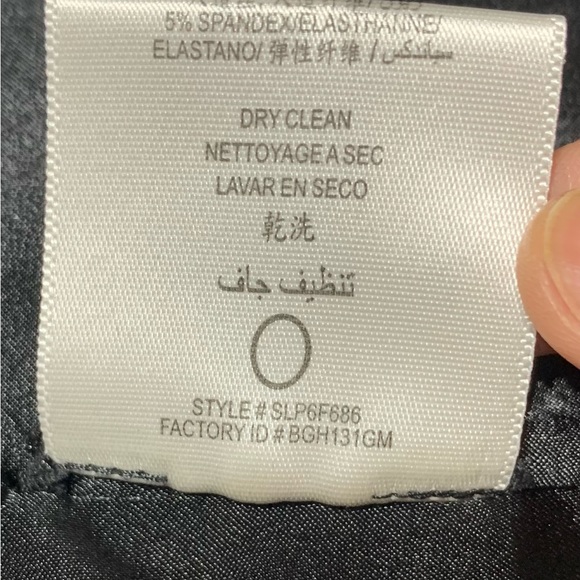 5% SPANDEX/ELASTHANNE/
ELASTANO/ 弹性纤维 / سباندكس
DRY CLEAN
NETTOYAGE A SEC
LAVAR EN SECO
乾洗
تنظيف جاف
STYLE # SLP6F686
FACTORY ID # BGH131GM